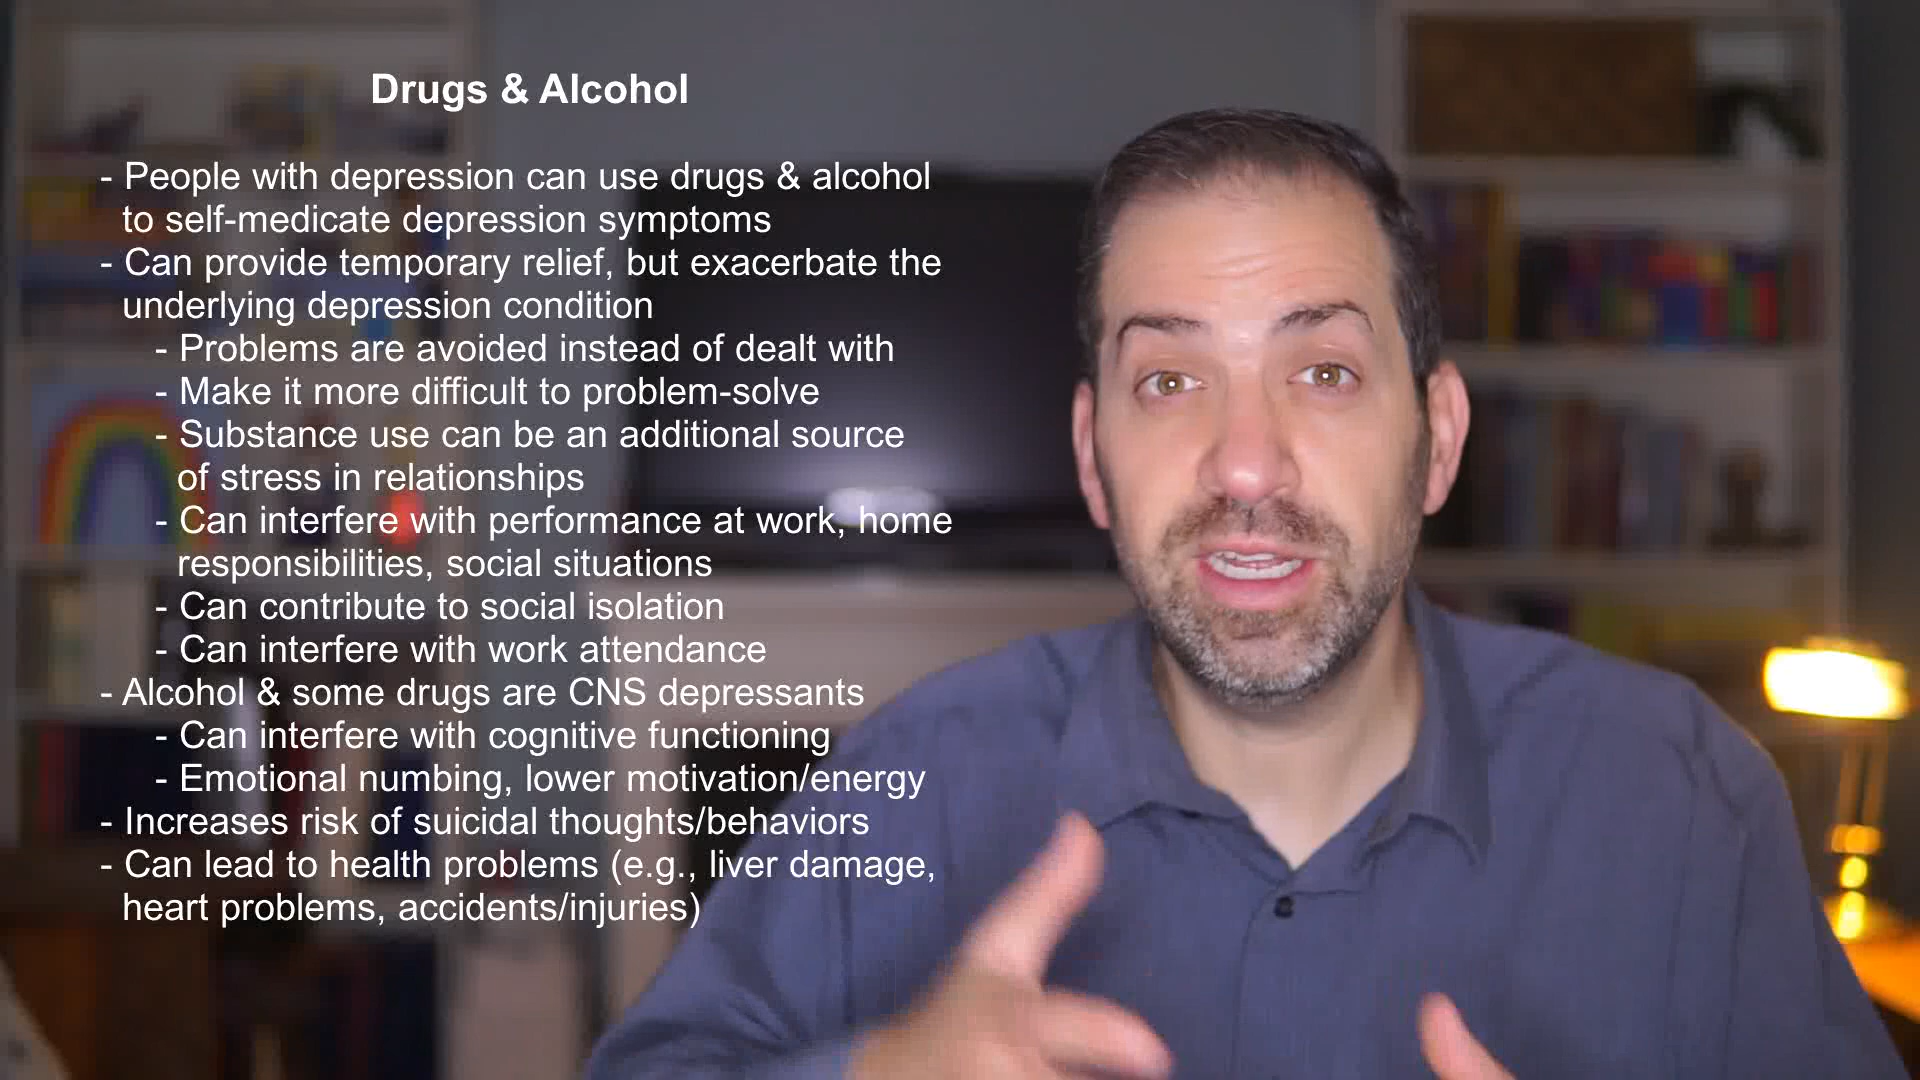 Drugs & Alcohol
- People with depression can use drugs & alcohol
to self-medicate depression symptoms
- Can provide temporary relief, but exacerbate the
underlying depression condition
- Problems are avoided instead of dealt with
- Make it more difficult to problem-solve
- Substance use can be an additional source
of stress in relationships
- Can interfere with performance at work, home
responsibilities, social situations
- Can contribute to social isolation
- Can interfere with work attendance
- Alcohol & some drugs are CNS depressants
- Can interfere with cognitive functioning
- Emotional numbing, lower motivation/energy
- Increases risk of suicidal thoughts/behaviors
- Can lead to health problems (e.g., liver damage,
heart problems, accidents/injuries)